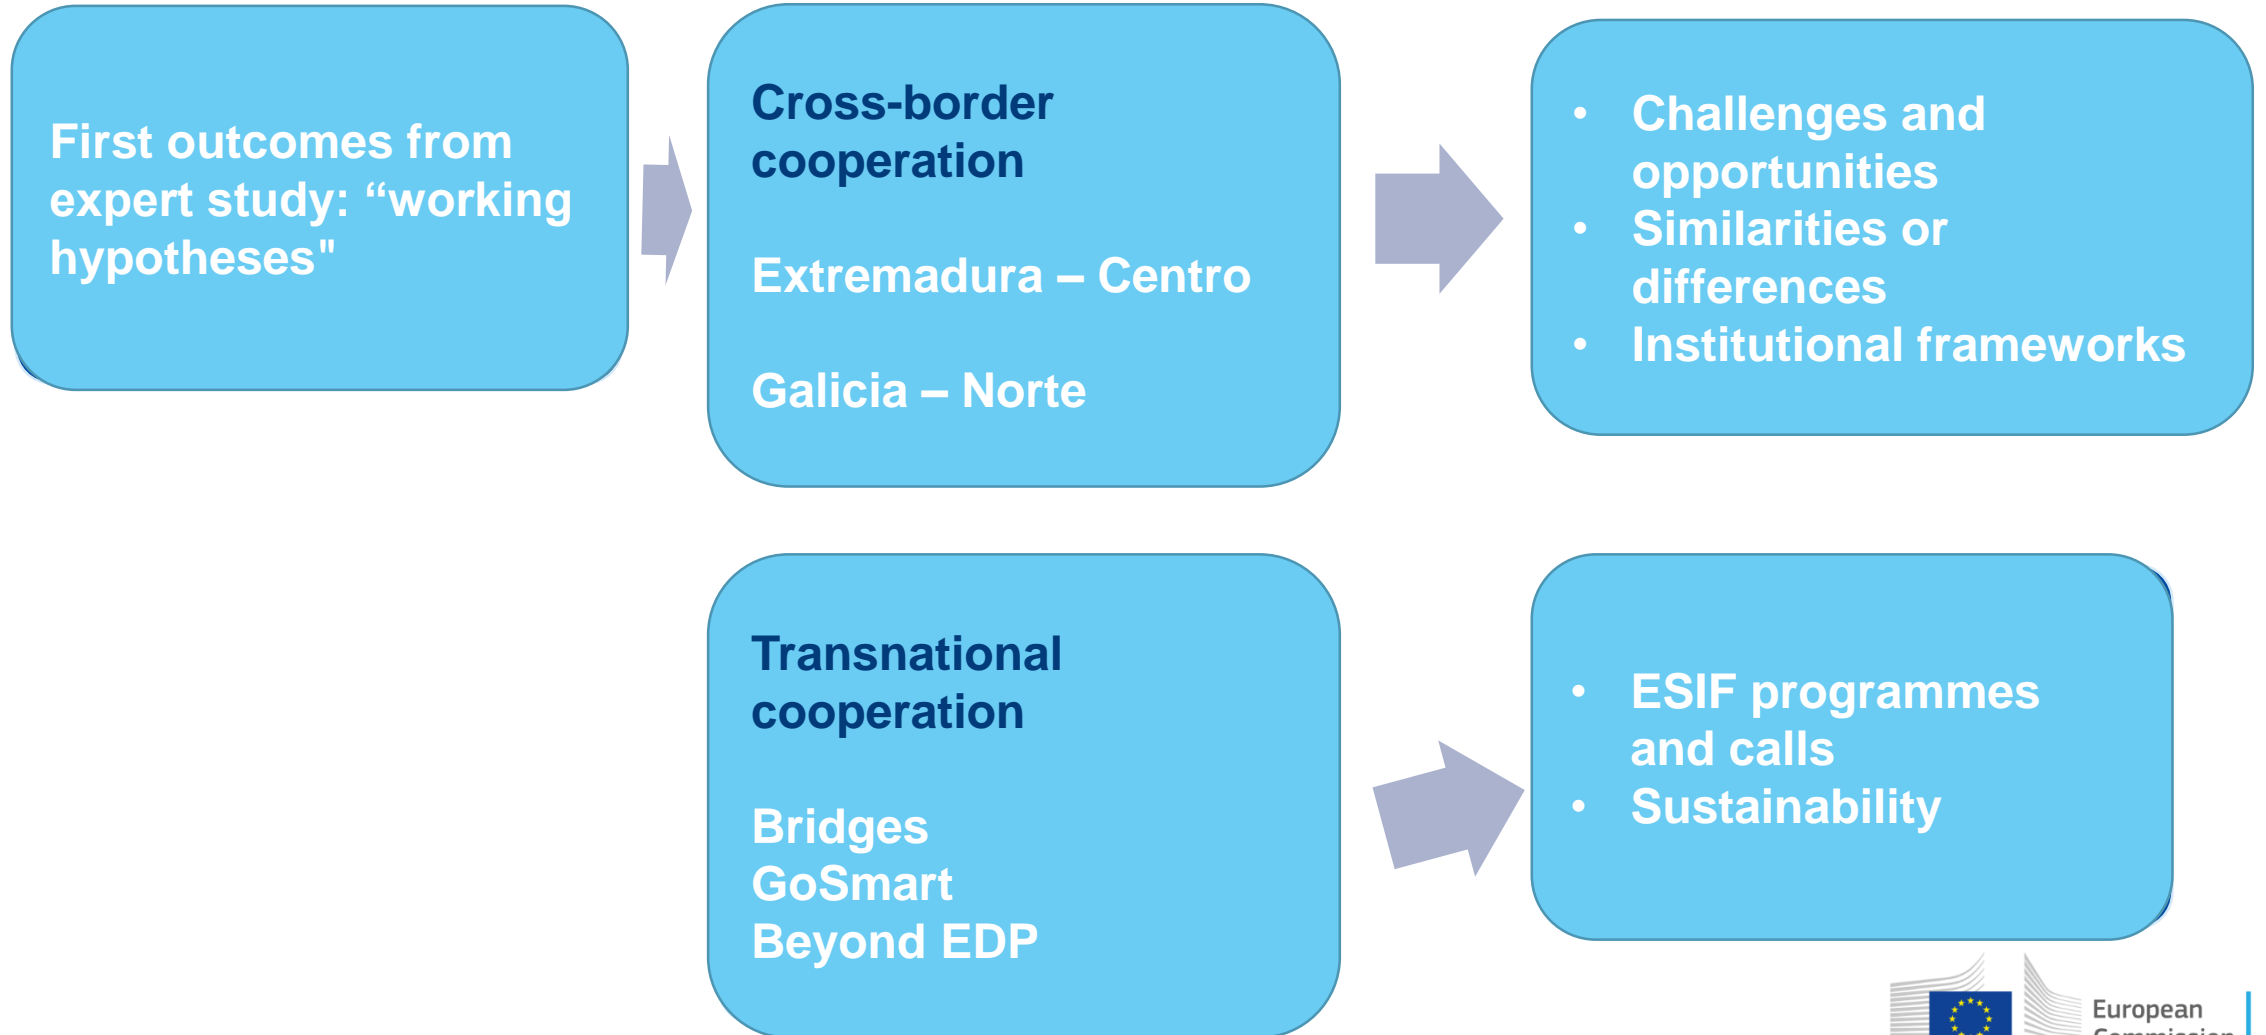 First outcomes from
expert study: “working
hypotheses"
Cross-border
cooperation
Extremadura – Centro
Galicia – Norte
• Challenges and
opportunities
• Similarities or
differences
• Institutional frameworks
Transnational
cooperation
Bridges
GoSmart
Beyond EDP
• ESIF programmes
and calls
• Sustainability
European
Commission